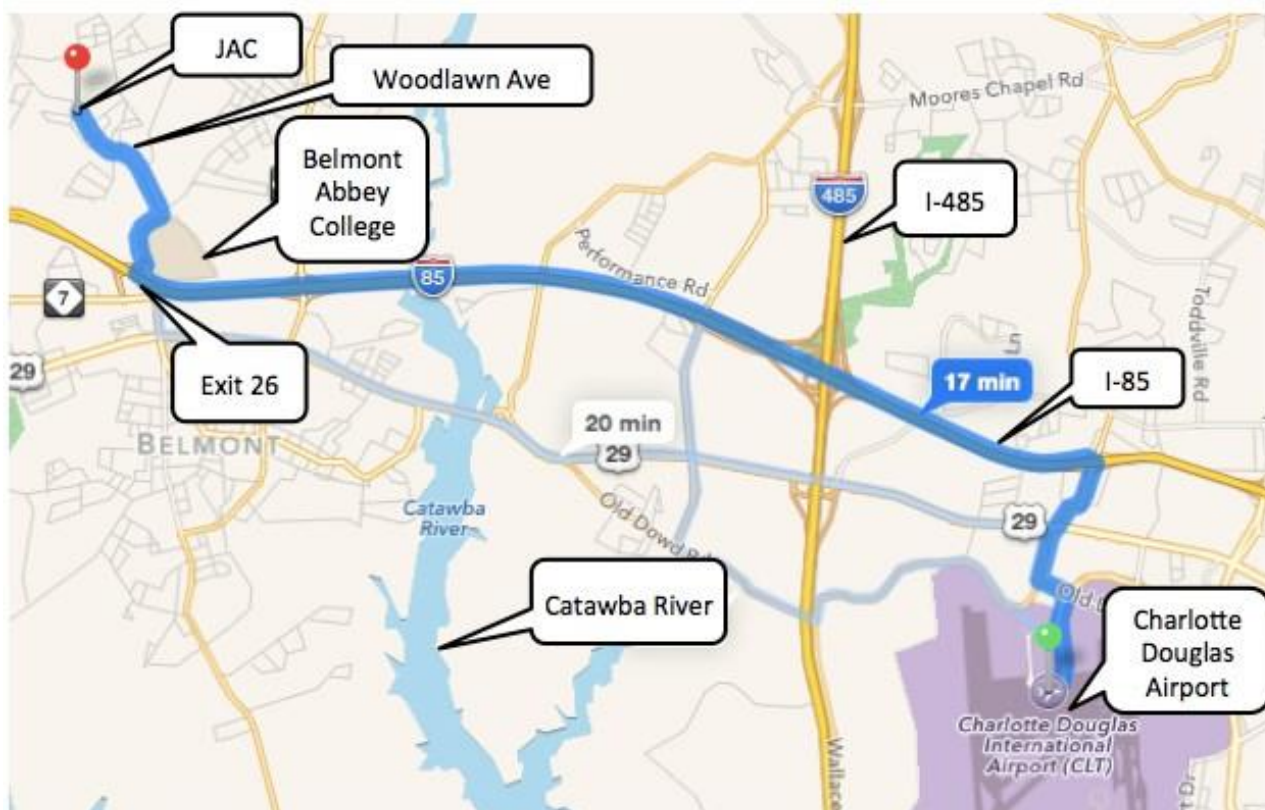 JAC
Woodlawn Ave
Moores Chapel Rd
Belmont
Abbey
College
485
I-485
Performance Rd
85
7
Toddville Rd
Ln
29
Exit 26
17 min
I-85
BELMONT
20 min
29
Catawba
River
Old Dowd R
29
Catawba River
Old
Charlotte
Douglas
Airport
Charlotte Douglas
International
Airport (CLT)
Wallace